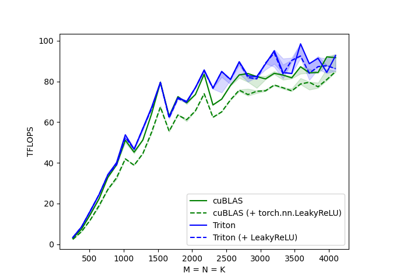 100
80
60
40
20
0
TFLOPS
500 1000 1500 2000 2500 3000 3500 4000
M = N = K
cuBLAS
cuBLAS (+ torch.nn.LeakyReLU)
Triton
Triton (+ LeakyReLU)